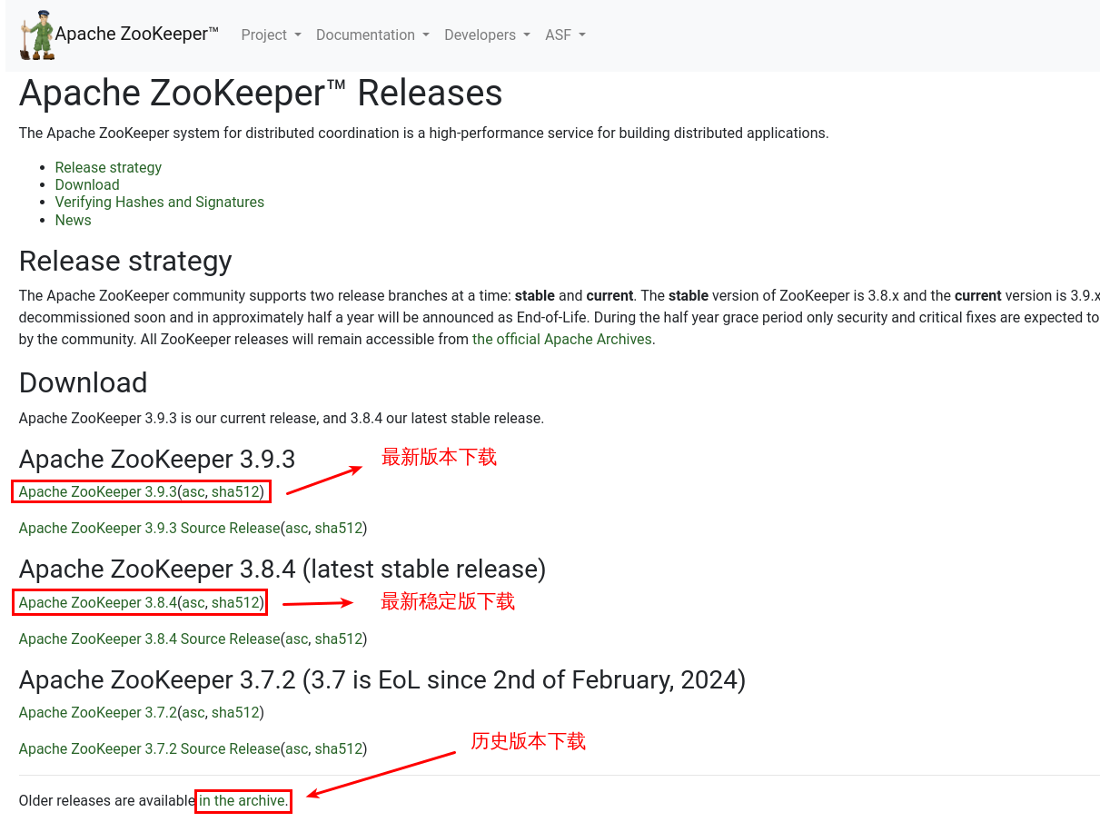 Apache ZooKeeper™ Project Documentation Developers ASF
Apache ZooKeeper™ Releases
The Apache ZooKeeper system for distributed coordination is a high-performance service for building distributed applications.
Release strategy
Download
Verifying Hashes and Signatures
News
Release strategy
The Apache ZooKeeper community supports two release branches at a time: stable and current. The stable version of ZooKeeper is 3.8.x and the current version is 3.9.x
decommissioned soon and in approximately half a year will be announced as End-of-Life. During the half year grace period only security and critical fixes are expected to
by the community. All ZooKeeper releases will remain accessible from the official Apache Archives.
Download
Apache ZooKeeper 3.9.3 is our current release, and 3.8.4 our latest stable release.
Apache ZooKeeper 3.9.3
最新版本下载
Apache ZooKeeper 3.9.3(asc, sha512)
Apache ZooKeeper 3.9.3 Source Release(asc, sha512)
Apache ZooKeeper 3.8.4 (latest stable release)
Apache ZooKeeper 3.8.4(asc, sha512)
最新稳定版下载
Apache ZooKeeper 3.8.4 Source Release(asc, sha512)
Apache ZooKeeper 3.7.2 (3.7 is EoL since 2nd of February, 2024)
Apache ZooKeeper 3.7.2(asc, sha512)
Apache ZooKeeper 3.7.2 Source Release(asc, sha512)
历史版本下载
Older releases are available in the archive.